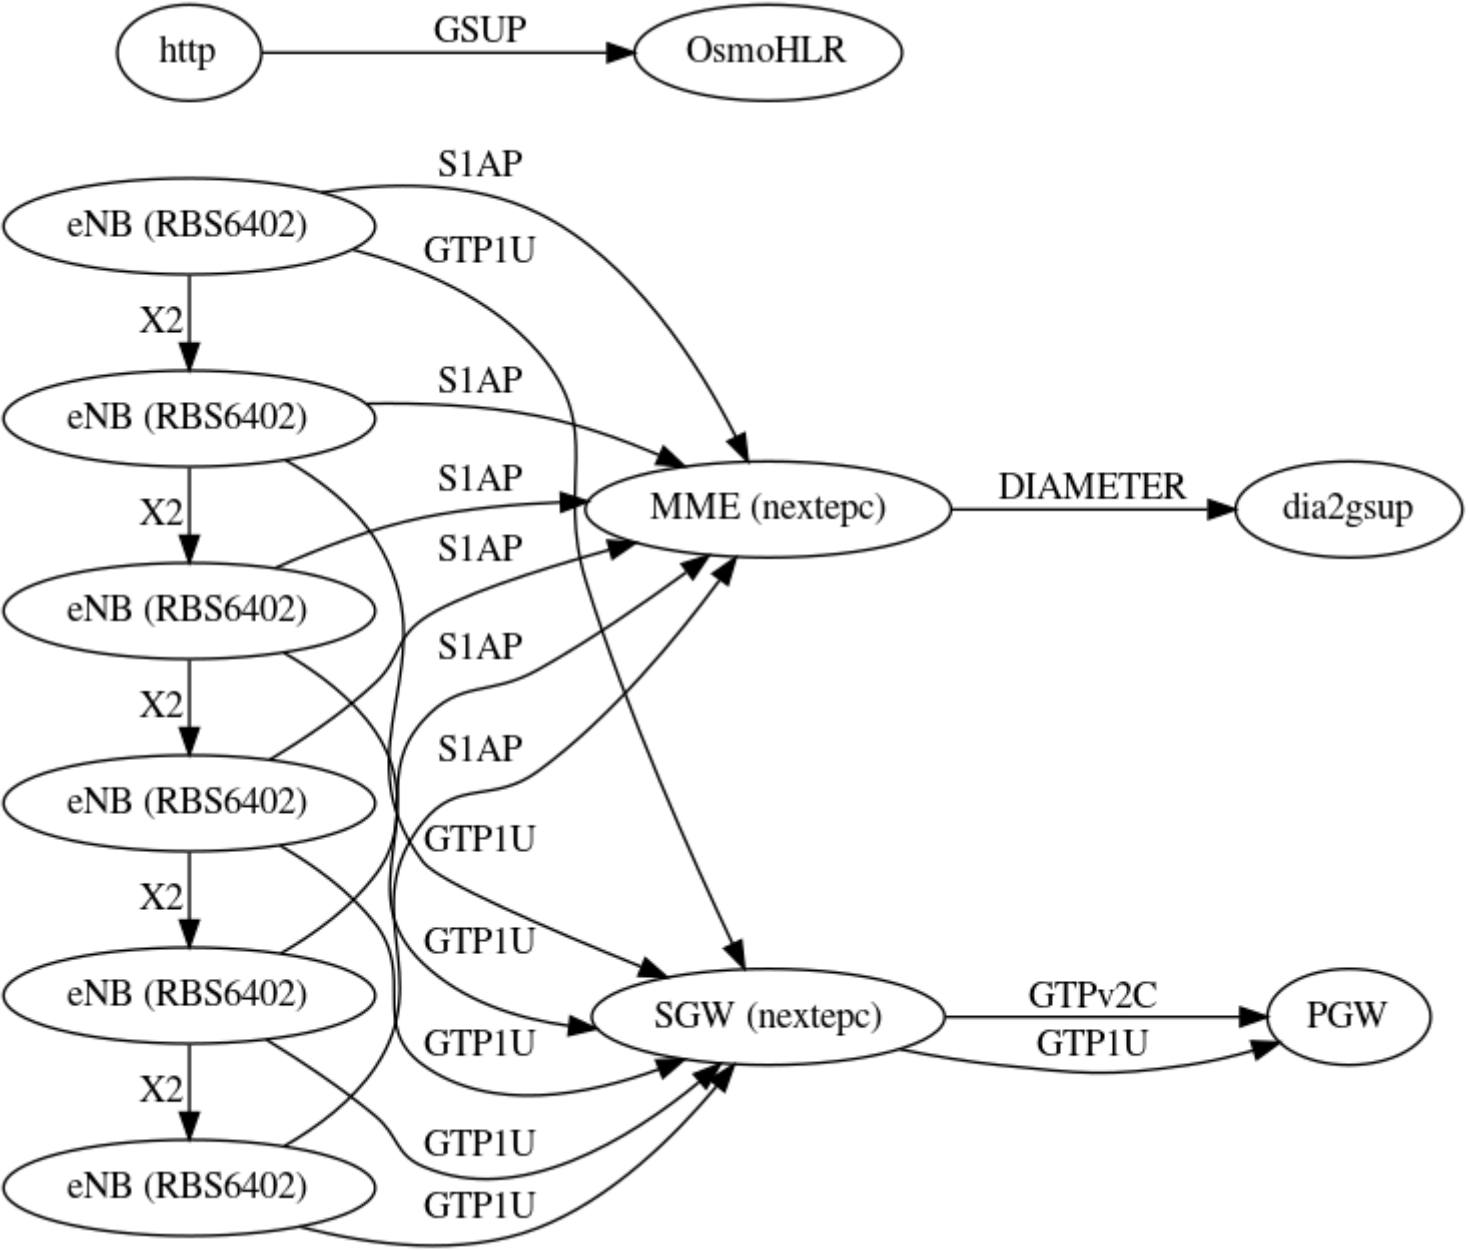 http
GSUP
OsmoHLR
S1AP
eNB (RBS6402)
GTP1U
X2
S1AP
eNB (RBS6402)
S1AP
X2
MME (nextepc)
DIAMETER
dia2gsup
S1AP
eNB (RBS6402)
S1AP
X2
S1AP
eNB (RBS6402)
GTP1U
X2
GTP1U
eNB (RBS6402)
SGW (nextepc)
GTPv2C
PGW
GTP1U
GTP1U
X2
GTP1U
eNB (RBS6402)
GTP1U